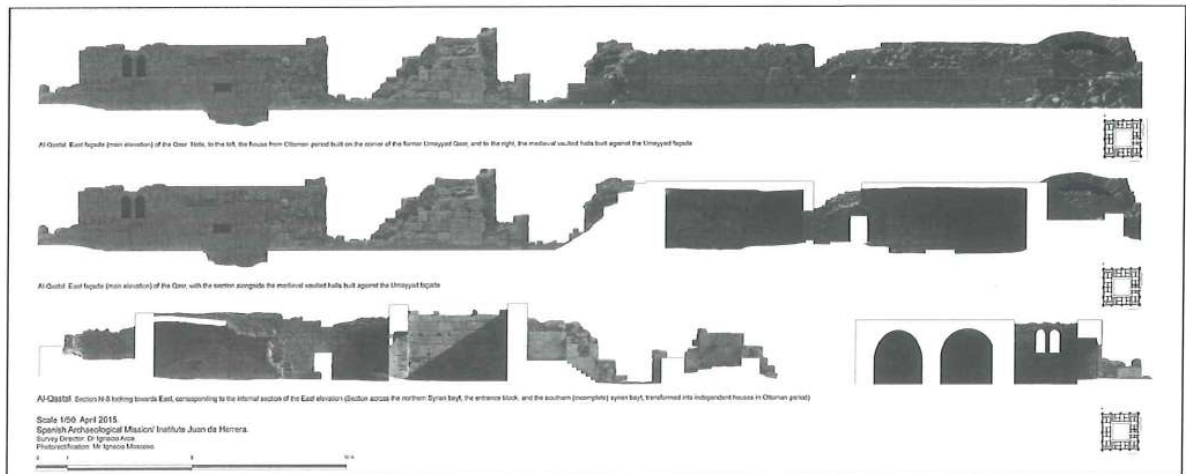 Al-Qastal East façade (main elevation) of the Qasr. Note, to the left, the house from Ottoman period built on the corner of the former Umayyad Qasr, and to the right, the medieval vaulted halls built against the Umayyad façade
Al-Qastal East façade (main elevation) of the Qasr, with the section alongside the medieval vaulted halls built against the Umayyad façade
Al-Qastal Section N-S looking towards East, corresponding to the internal section of the East elevation (Section across the northern Syrian bayt, the entrance block, and the southern (incomplete) syrian bayt, transformed into independent houses in Ottoman period)
Scale 1/50. April 2015.
Spanish Archaeological Mission/ Instituto Juan de Herrera.
Survey Director: Dr Ignacio Arce.
Photorectification: Mr Ignacio